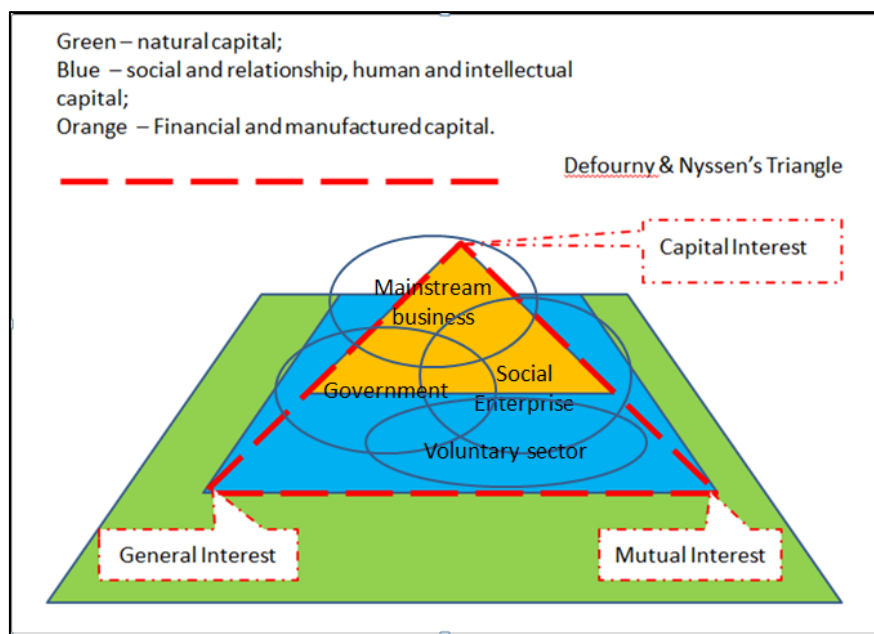 Green – natural capital;
Blue – social and relationship, human and intellectual
capital;
Orange – Financial and manufactured capital.
Defourny & Nyssen's Triangle
Capital Interest
Mainstream
business
Social
Government
Enterprise
Voluntary sector
General Interest
Mutual Interest